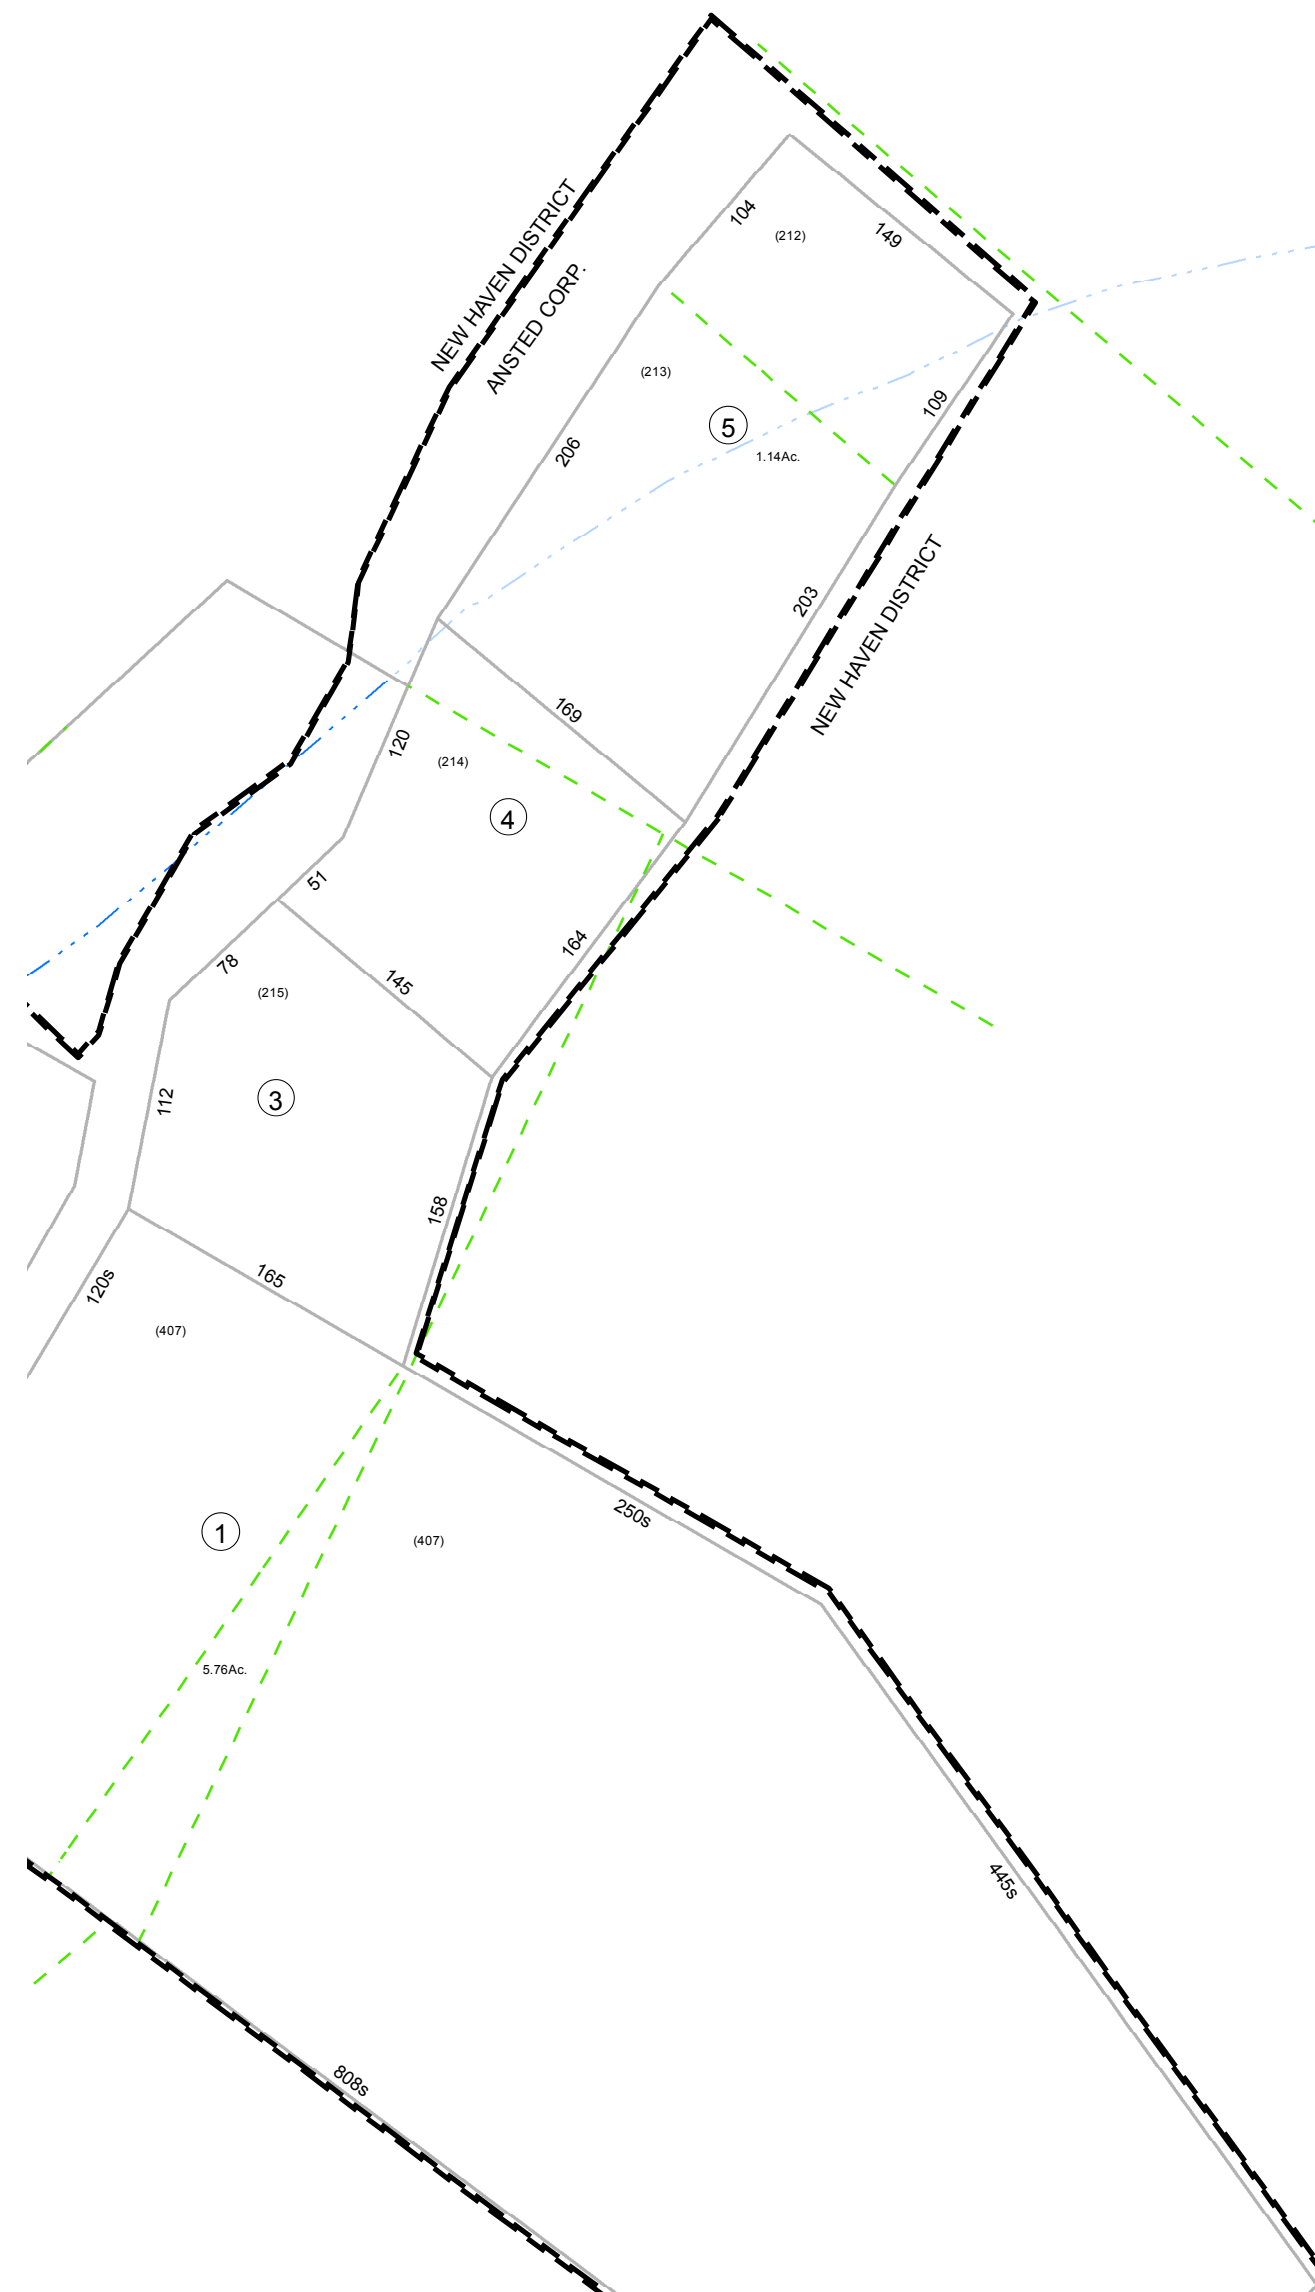 NEW HAVEN DISTRICT
ANSTED CORP.
104
(212)
149
(213)
206
5
1.14Ac.
109
203
NEW HAVEN DISTRICT
169
120
(214)
4
51
164
78
145
(215)
3
112
158
165
120s
(407)
250s
1
(407)
5.76Ac.
445s
808s